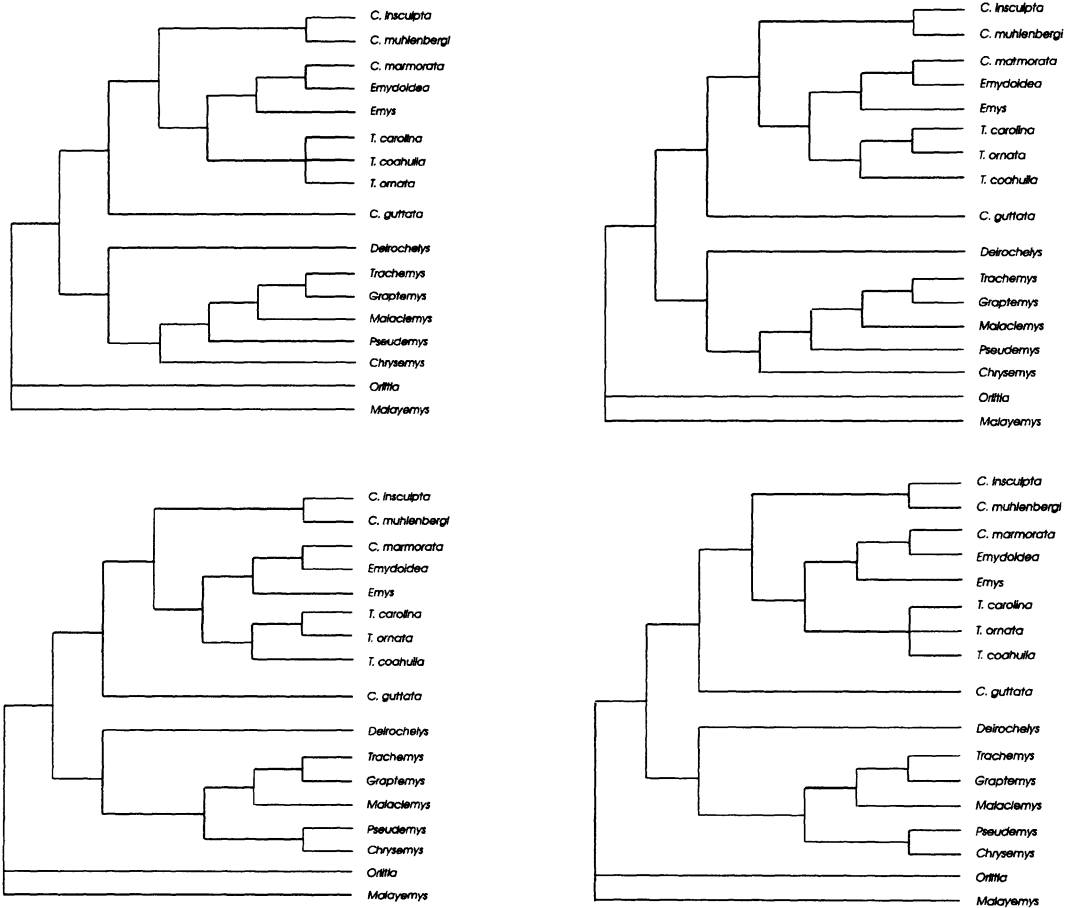 C. insculpta
C. muhlenbergi
C. marmorata
Emydoidea
Emys
T. carolina
T. coahuila
T. ornata
C. guttata
Deirochelys
Trachemys
Graptemys
Malaclemys
Pseudemys
Chrysemys
Orlitia
Malayemys
C. insculpta
C. muhlenbergi
C. matmorata
Emydoidea
Emys
T. carolina
T. ornata
T. coahuila
C. guttata
Deirochelys
Trachemys
Graptemys
Malaclemys
Pseudemys
Chrysemys
Orlitia
Malayemys
C. insculpta
C. muhlenbergi
C. marmorata
Emydoidea
Emys
T. carolina
T. ornata
T. coahuila
C. guttata
Deirochelys
Trachemys
Graptemys
Malaclemys
Pseudemys
Chrysemys
Orlitia
Malayemys
C. insculpta
C. muhlenbergi
C. marmorata
Emydoidea
Emys
T. carolina
T. ornata
T. coahuila
C. guttata
Deirochelys
Trachemys
Graptemys
Malaclemys
Pseudemys
Chrysemys
Orlitia
Malayemys